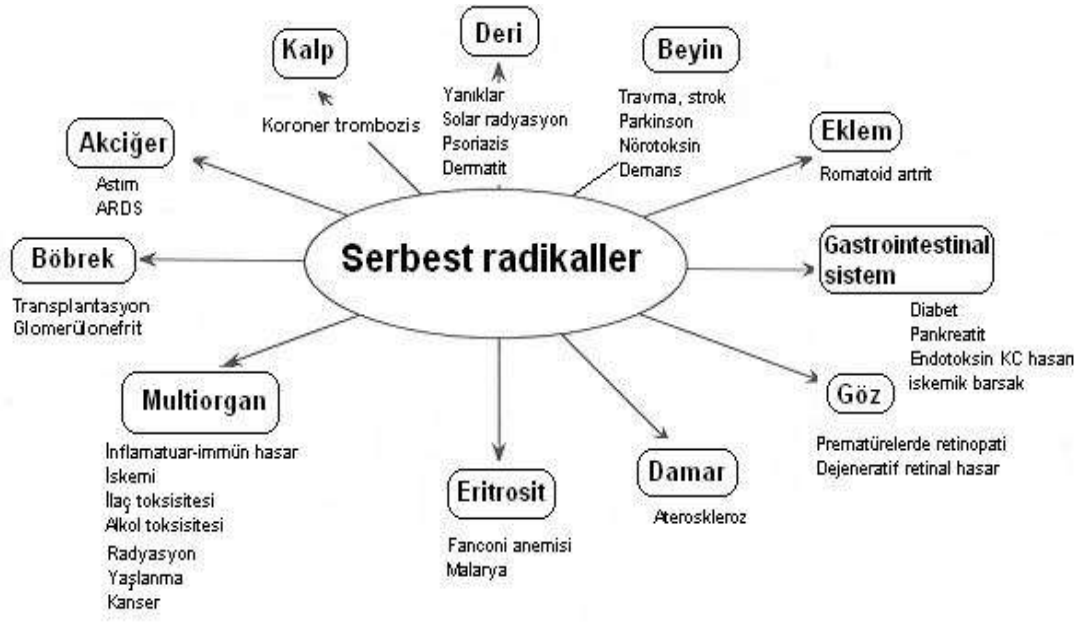 Kalp
Koroner trombozis
Deri
Yanıklar
Solar radyasyon
Psoriazis
Dermatit
Beyin
Travma, strok
Parkinson
Nörotoksin
Demans
Eklem
Romatoid artrit
Akciğer
Astım
ARDS
Serbest radikaller
Gastrointestinal
sistem
Diabet
Pankreatit
Endotoksin KC hasarı
iskemik barsak
Böbrek
Transplantasyon
Glomerülonefrit
Göz
Prematürelerde retinopati
Dejeneratif retinal hasar
Multiorgan
İnflamatuar-immün hasar
İskemi
İlaç toksisitesi
Alkol toksisitesi
Radyasyon
Yaşlanma
Kanser
Eritrosit
Fanconi anemisi
Malarya
Damar
Ateroskleroz